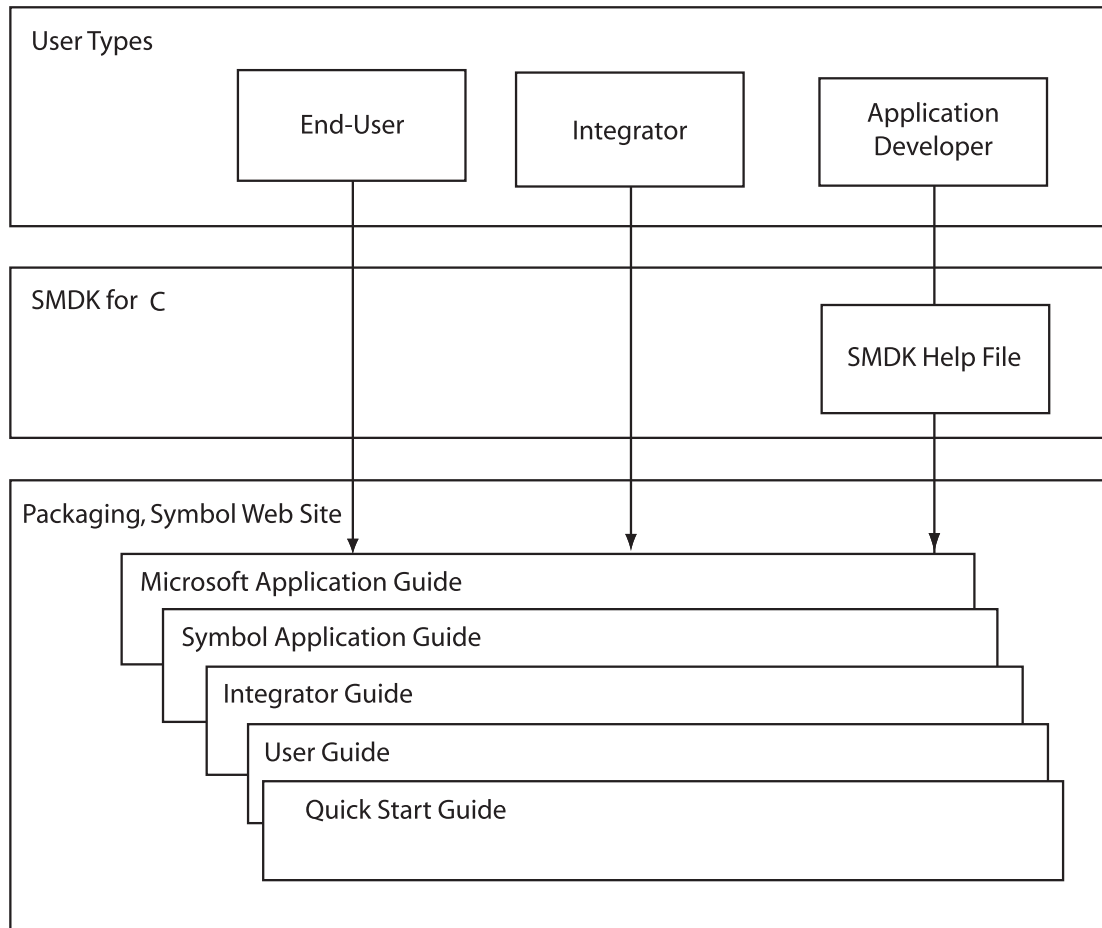 User Types
End-User
Integrator
Application
Developer
SMDK for C
SMDK Help File
Packaging, Symbol Web Site
Microsoft Application Guide
Symbol Application Guide
Integrator Guide
User Guide
Quick Start Guide